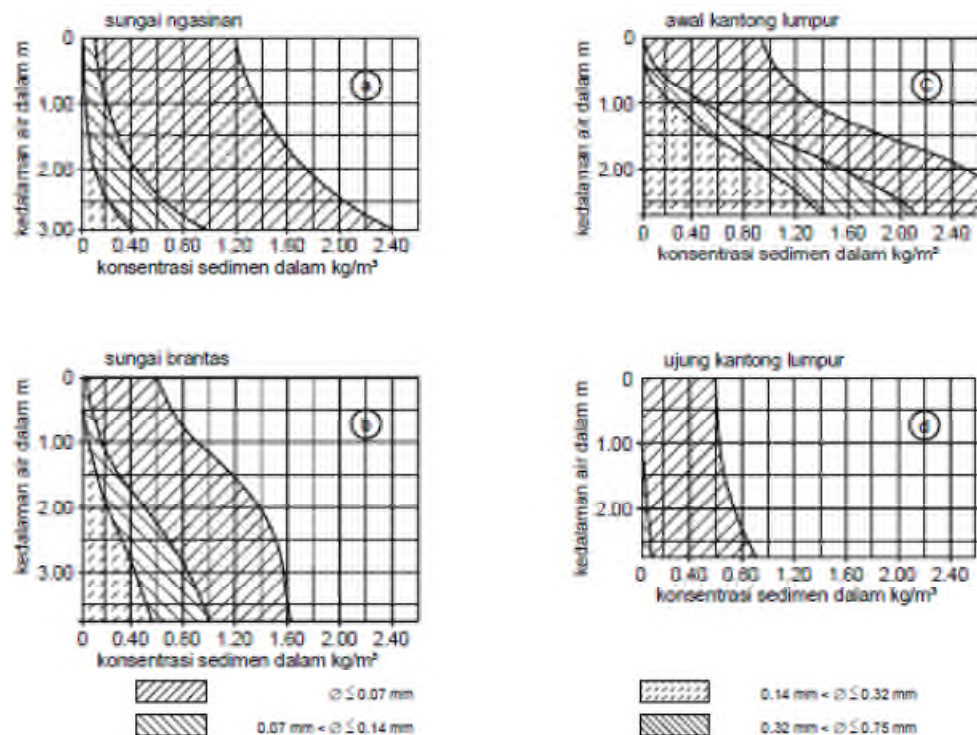 sungai ngasinan
a
0
1.00
2.00
3.00
kedalaman air dalam m
0 0.40 0.80 1.20 1.60 2.00 2.40
konsentrasi sedimen dalam kg/m³
awal kantong lumpur
c
0
1.00
2.00
kedalaman air dalam m
0 0.40 0.80 1.20 1.60 2.00 2.40
konsentrasi sedimen dalam kg/m³
sungai brantas
b
0
1.00
2.00
3.00
kedalaman air dalam m
0 0.40 0.80 1.20 1.60 2.00 2.40
konsentrasi sedimen dalam kg/m³
ujung kantong lumpur
d
0
1.00
2.00
kedalaman air dalam m
0 0.40 0.80 1.20 1.60 2.00 2.40
konsentrasi sedimen dalam kg/m³
∅ ≦ 0.07 mm
0.07 mm < ∅ ≦ 0.14 mm
0.14 mm < ∅ ≦ 0.32 mm
0.32 mm < ∅ ≦ 0.75 mm